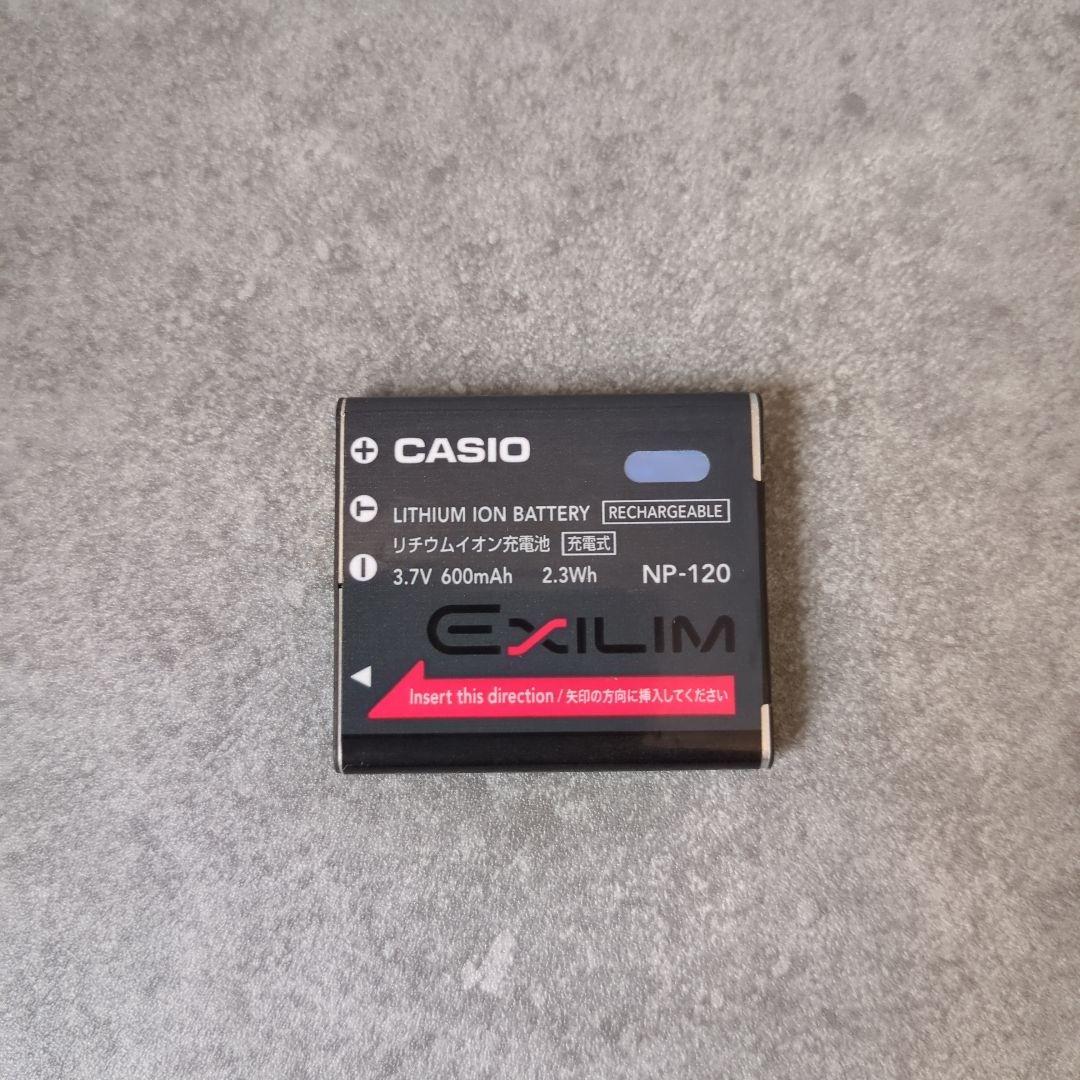 CASIO
LITHIUM ION BATTERY RECHARGEABLE
リチウムイオン充電池 充電式
3.7V 600mAh 2.3Wh NP-120
EXILIM
Insert this direction / 矢印の方向に挿入してください